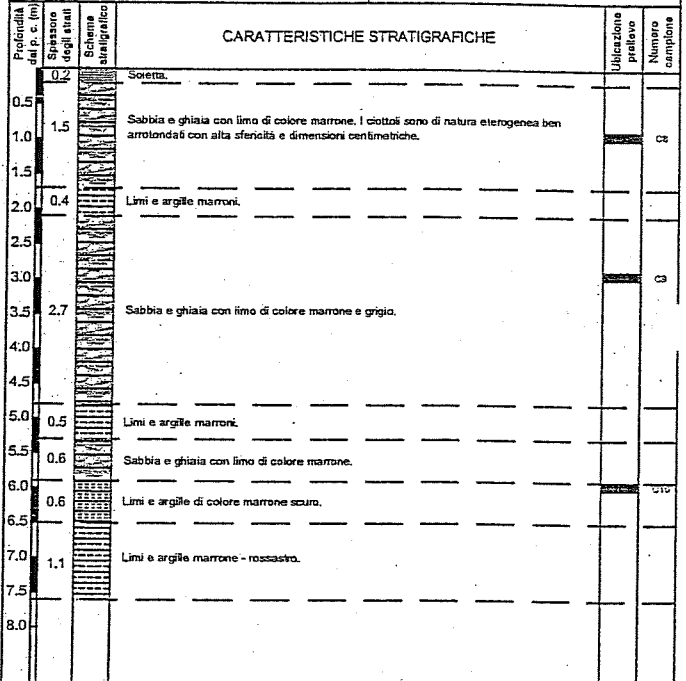 Profondità dal p. c. (m)
Spessore degli strati
Schema stratigrafico
CARATTERISTICHE STRATIGRAFICHE
Ubicazione prelievo
Numero campione
0.2
Soletta.
0.5
1.5
Sabbia e ghiaia con limo di colore marrone. I ciottoli sono di natura eterogenea ben
arrotondati con alta sfericità e dimensioni centimetriche.
1.0
C8
1.5
0.4
Limi e argille marroni.
2.0
2.5
3.0
C9
3.5
2.7
Sabbia e ghiaia con limo di colore marrone e grigio.
4.0
4.5
5.0
0.5
Limi e argille marroni.
5.5
0.6
Sabbia e ghiaia con limo di colore marrone.
6.0
C10
0.6
Limi e argille di colore marrone scuro.
6.5
7.0
1.1
Limi e argille marrone - rossastro.
7.5
8.0